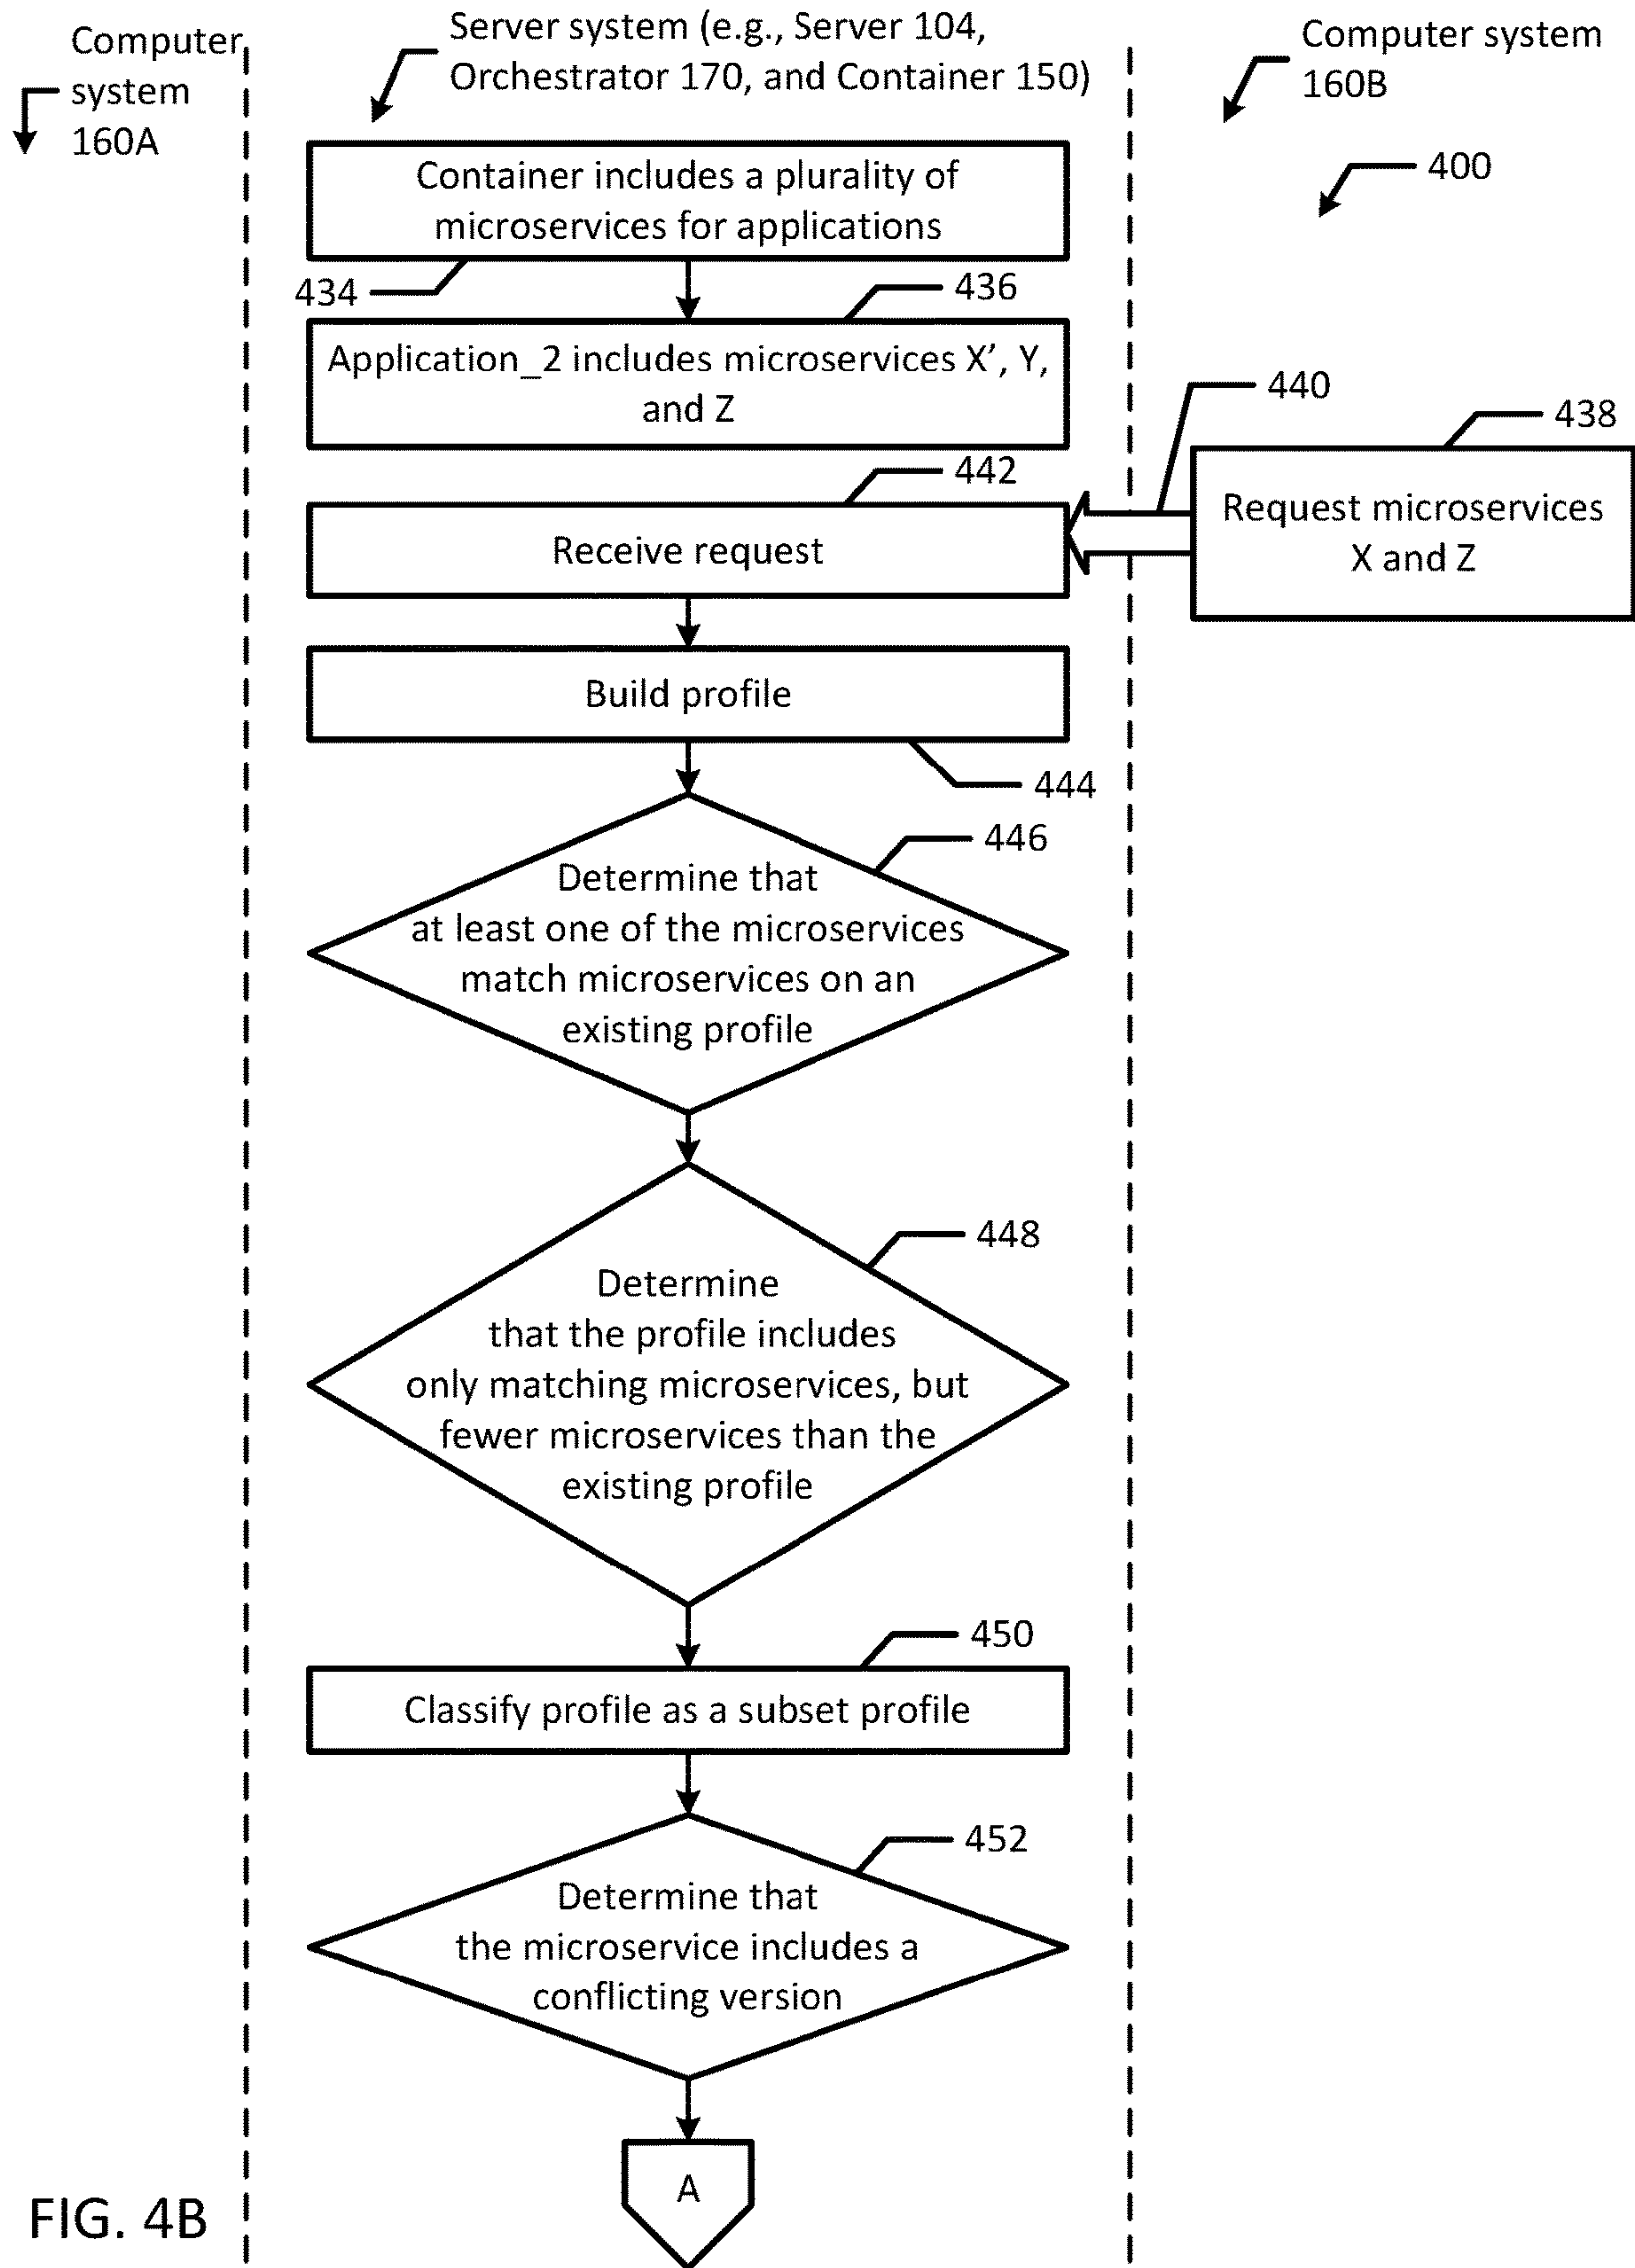 Computer
system
160A
Server system (e.g., Server 104,
Orchestrator 170, and Container 150)
Computer system
160B
400
Container includes a plurality of
microservices for applications
434
436
Application_2 includes microservices X’, Y,
and Z
440
438
Request microservices
X and Z
442
Receive request
Build profile
444
446
Determine that
at least one of the microservices
match microservices on an
existing profile
448
Determine
that the profile includes
only matching microservices, but
fewer microservices than the
existing profile
450
Classify profile as a subset profile
452
Determine that
the microservice includes a
conflicting version
A
FIG. 4B